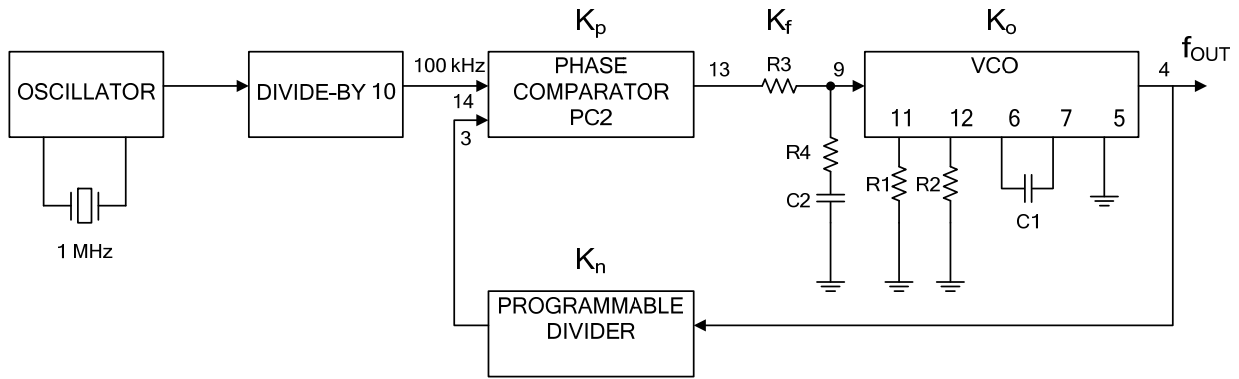 Kp
Kf
Ko
OSCILLATOR
DIVIDE-BY 10
100 kHz
14
3
PHASE
COMPARATOR
PC2
13
R3
9
VCO
4
fOUT
11
12
6
7
5
R4
C2
R1
R2
C1
1 MHz
Kn
PROGRAMMABLE
DIVIDER